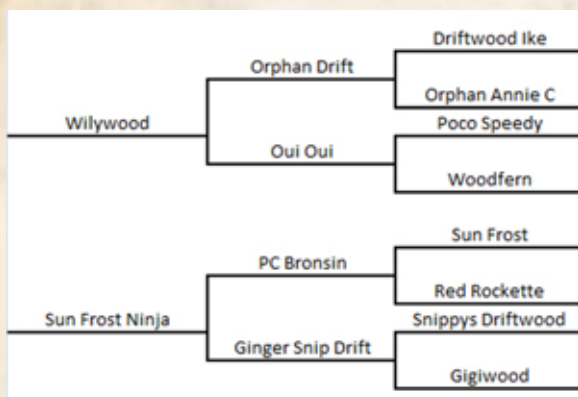 Driftwood Ike
Orphan Drift
Orphan Annie C
Wilywood
Poco Speedy
Oui Oui
Woodfern
Sun Frost
PC Bronsin
Red Rockette
Sun Frost Ninja
Snippys Driftwood
Ginger Snip Drift
Gigiwood